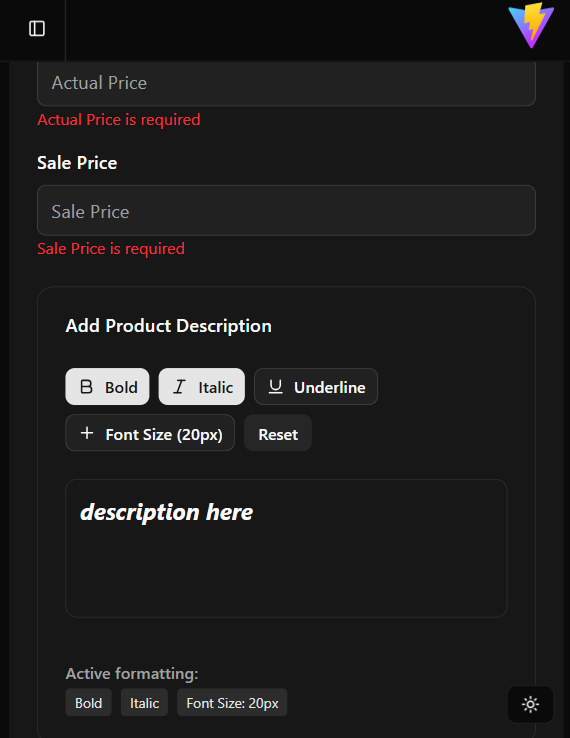 Actual Price
Actual Price is required
Sale Price
Sale Price
Sale Price is required
Add Product Description
B Bold I Italic U Underline
+ Font Size (20px) Reset
description here
Active formatting:
Bold Italic Font Size: 20px